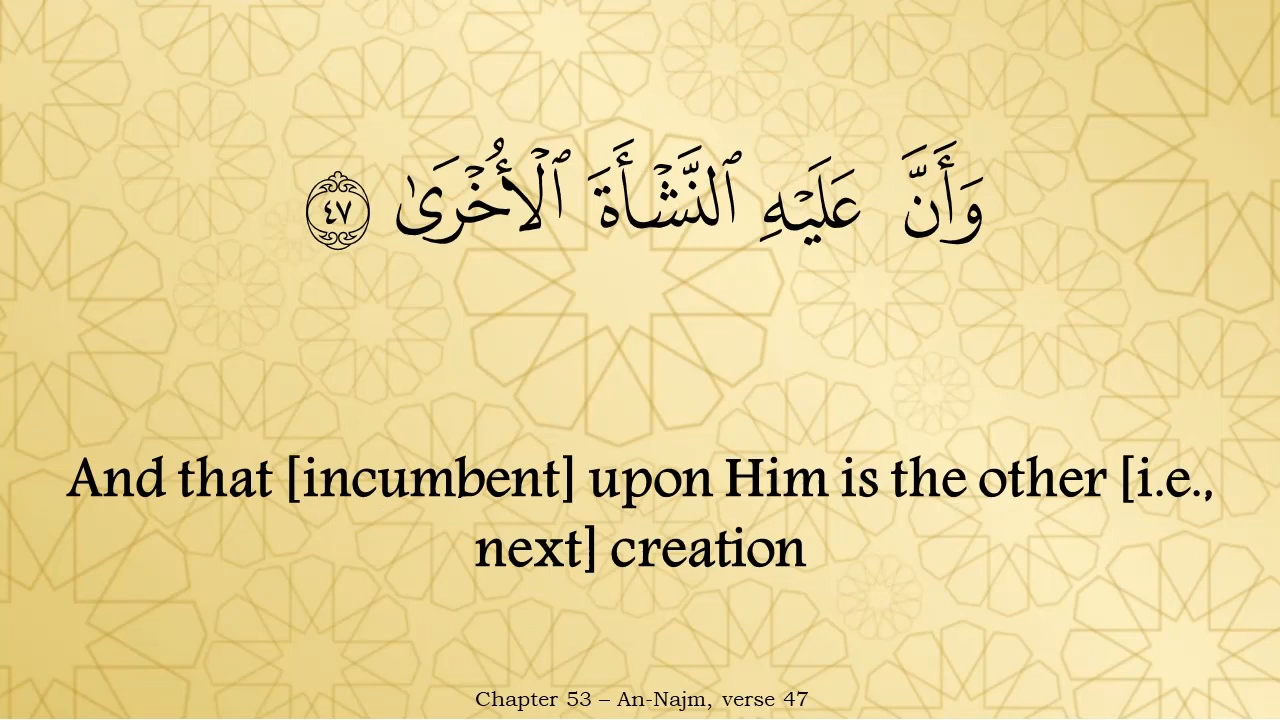 وَأَنَّ عَلَيْهِ ٱلنَّشْأَةَ ٱلْأُخْرَىٰ ٤٧
And that [incumbent] upon Him is the other [i.e.,
next] creation
Chapter 53 – An-Najm, verse 47